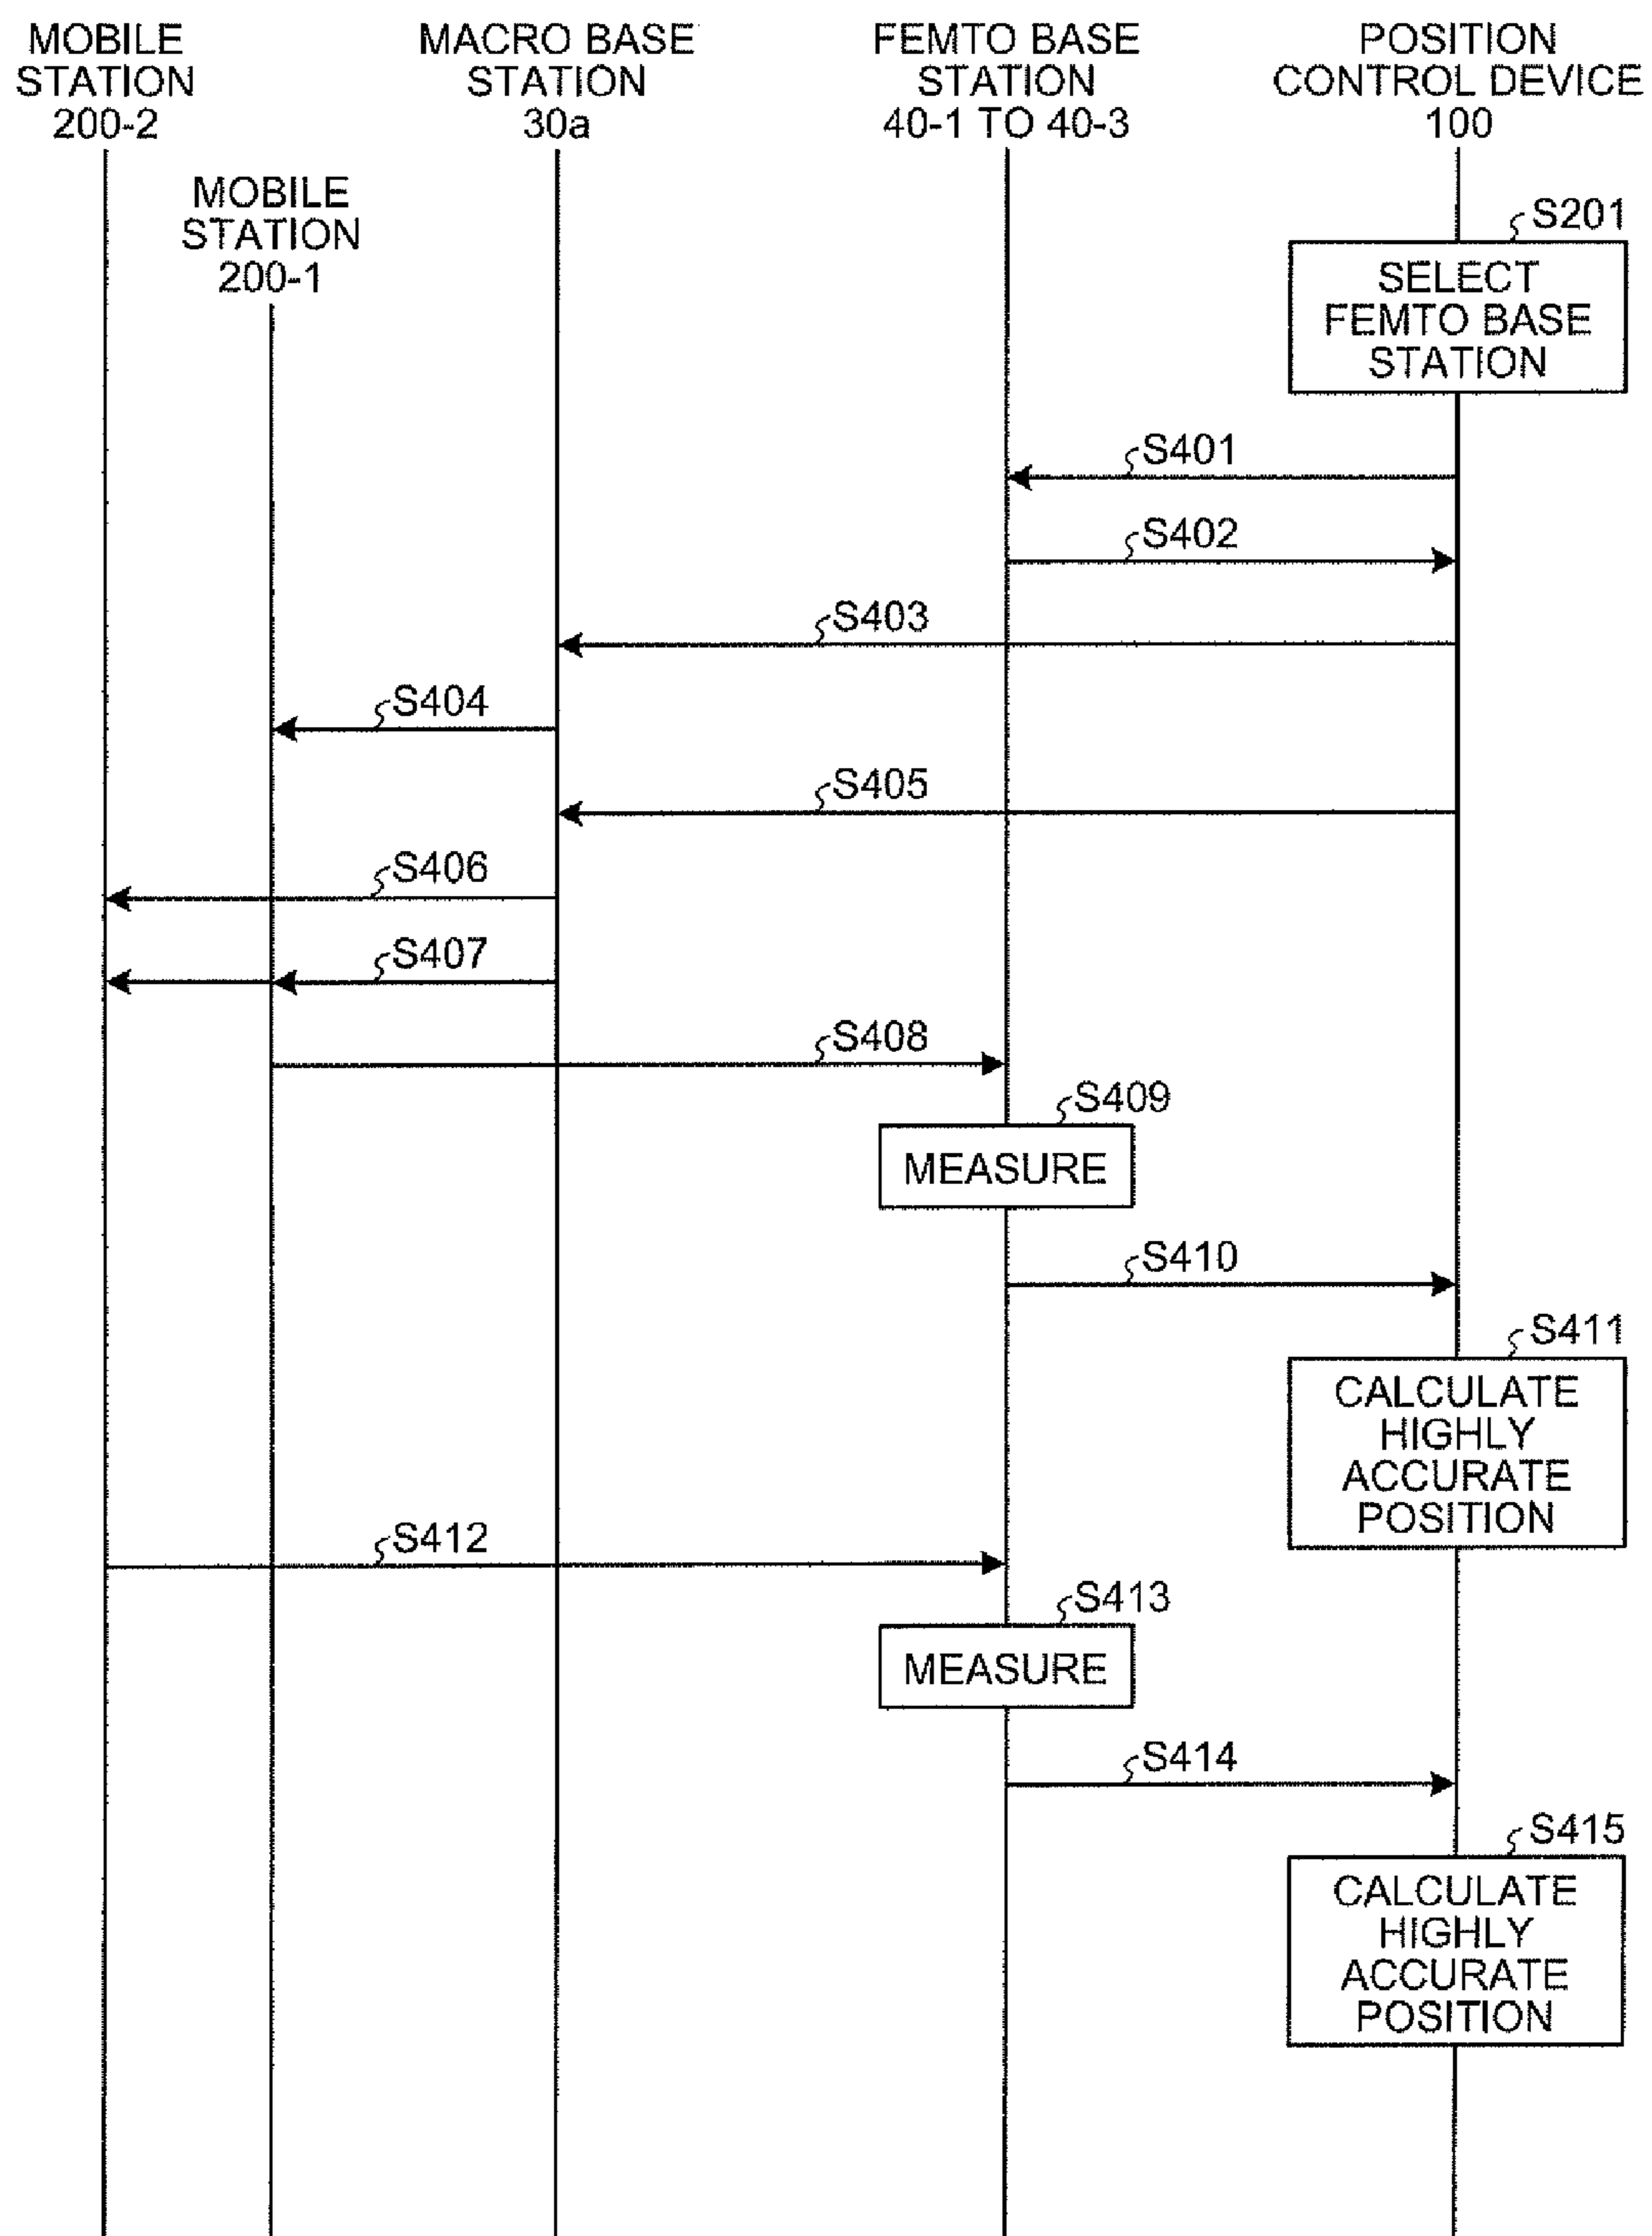 MOBILE
STATION
200-2
MACRO BASE
STATION
30a
FEMTO BASE
STATION
40-1 TO 40-3
POSITION
CONTROL DEVICE
100
MOBILE
STATION
200-1
S201
SELECT
FEMTO BASE
STATION
S401
S402
S403
S404
S405
S406
S407
S408
S409
MEASURE
S410
S411
CALCULATE
HIGHLY
ACCURATE
POSITION
S412
S413
MEASURE
S414
S415
CALCULATE
HIGHLY
ACCURATE
POSITION